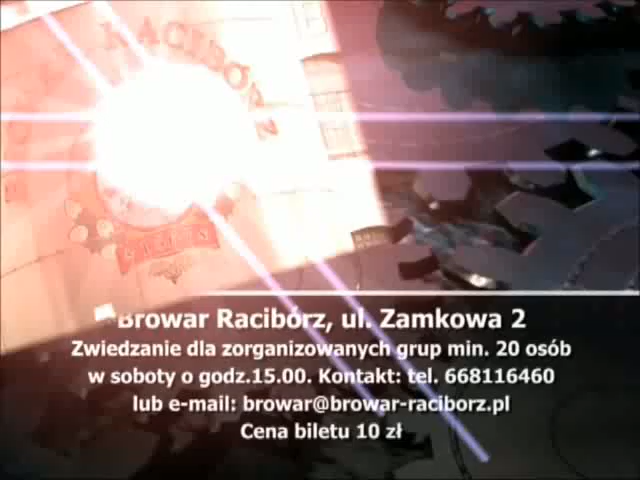 RACIBÓRZ
Browar Racibórz, ul. Zamkowa 2
Zwiedzanie dla zorganizowanych grup min. 20 osób
w soboty o godz.15.00. Kontakt: tel. 668116460
lub e-mail: browar@browar-raciborz.pl
Cena biletu 10 zł